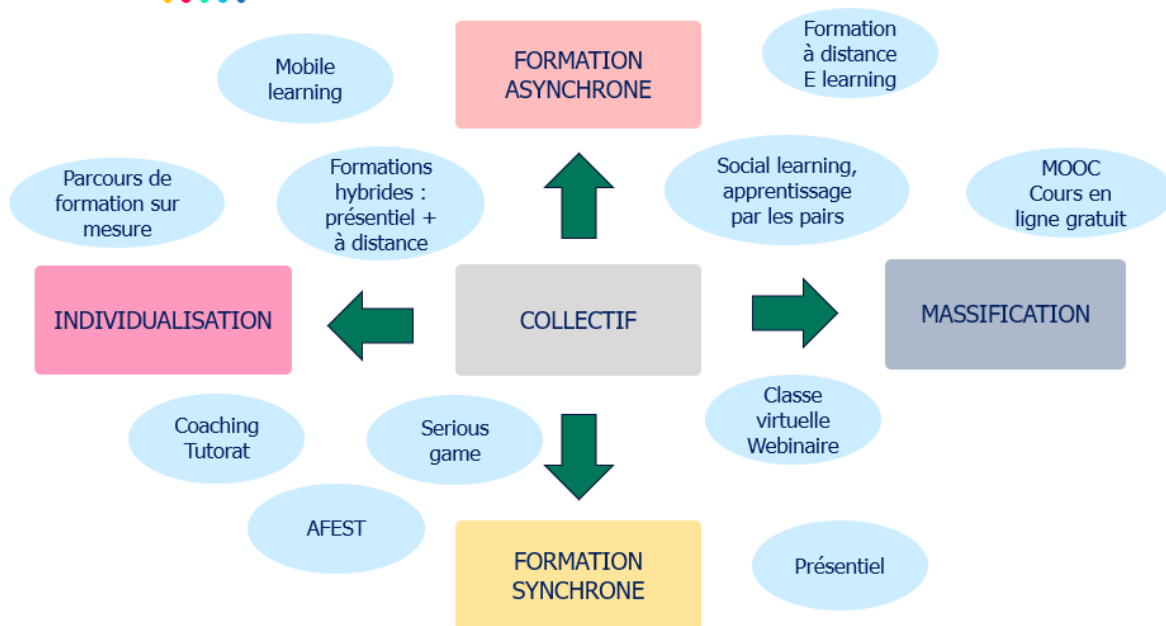 Formation
à distance
E learning
FORMATION
ASYNCHRONE
Mobile
learning
Social learning,
apprentissage
par les pairs
Formations
hybrides :
présentiel +
à distance
MOOC
Cours en
ligne gratuit
Parcours de
formation sur
mesure
INDIVIDUALISATION
COLLECTIF
MASSIFICATION
Classe
virtuelle
Webinaire
Coaching
Tutorat
Serious
game
AFEST
FORMATION
SYNCHRONE
Présentiel